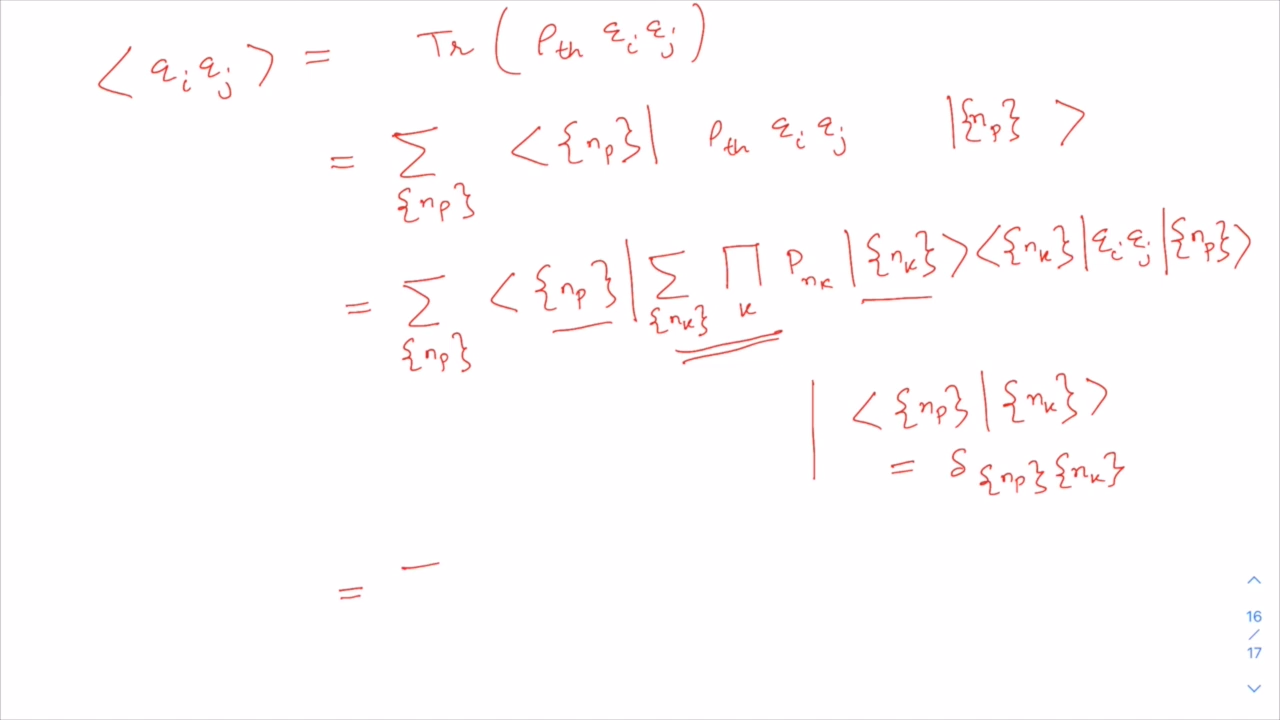 < q_i q_j > = Tr ( ρ_th q_i q_j )
= Σ_{n_p} < {n_p} | ρ_th q_i q_j | {n_p} >
= Σ_{n_p} < {n_p} | Σ_{n_k} Π_k P_{n_k} | {n_k} > < {n_k} | q_i q_j | {n_p} >
| < {n_p} | {n_k} >
= δ_{n_p}{n_k}
= —
16
/
17